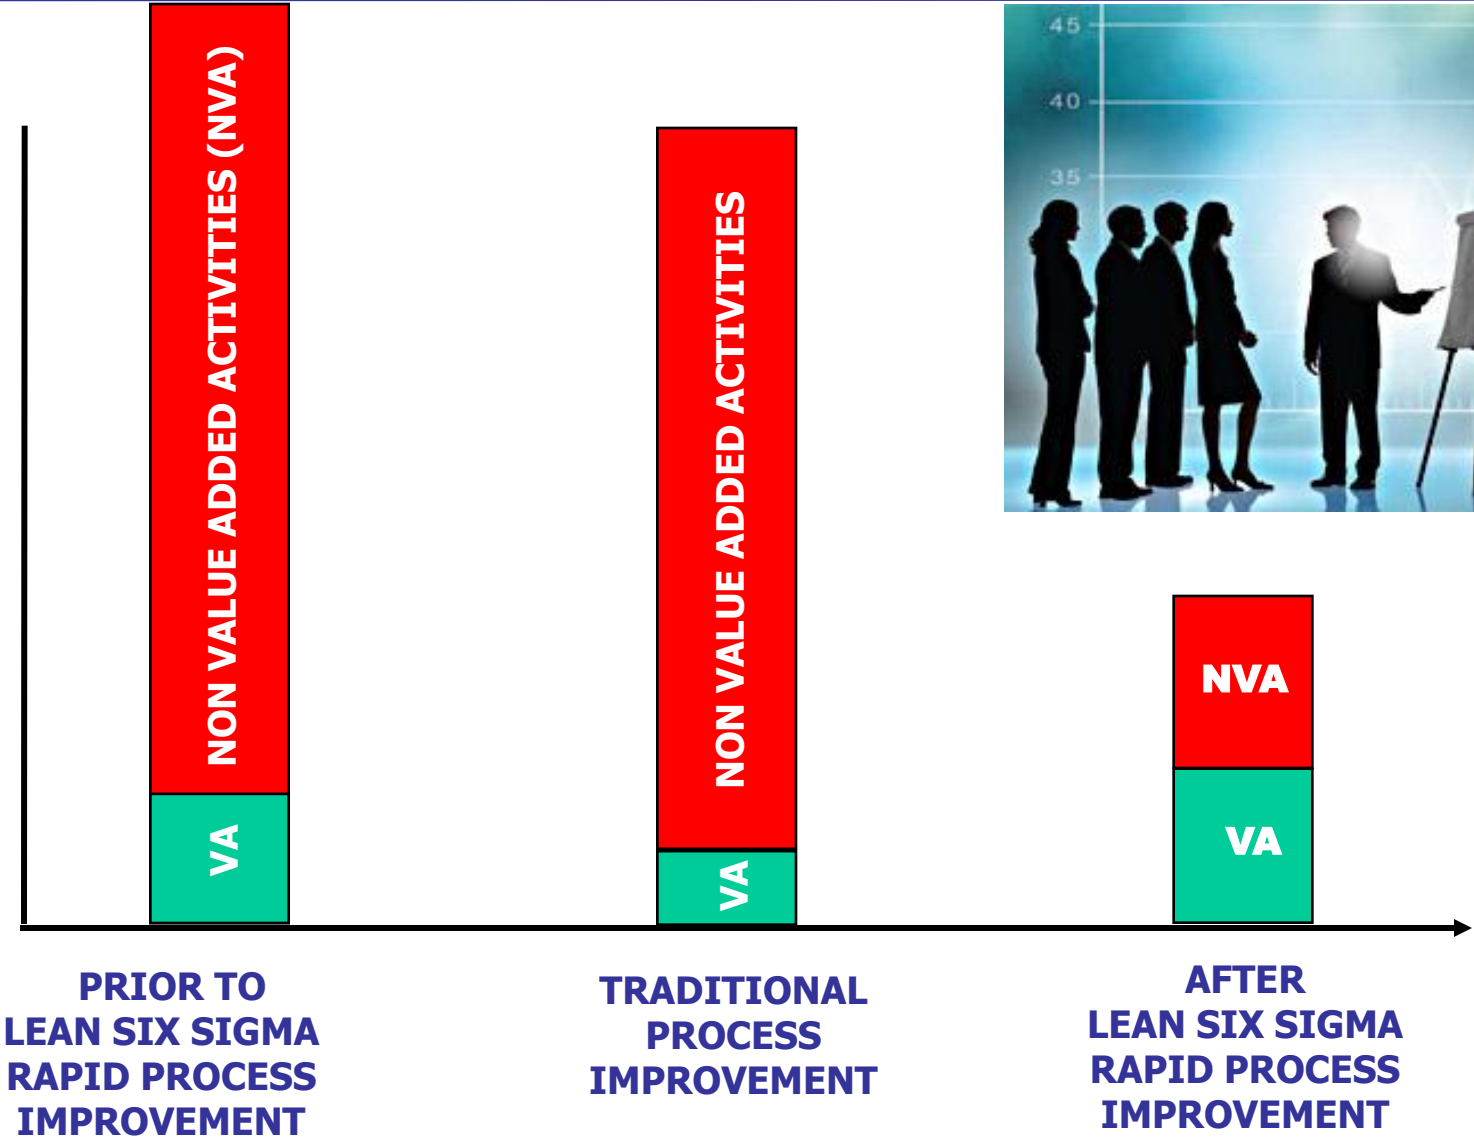 NON VALUE ADDED ACTIVITIES (NVA)
VA
NON VALUE ADDED ACTIVITIES
VA
45
40
35
NVA
VA
PRIOR TO
LEAN SIX SIGMA
RAPID PROCESS
IMPROVEMENT
TRADITIONAL
PROCESS
IMPROVEMENT
AFTER
LEAN SIX SIGMA
RAPID PROCESS
IMPROVEMENT